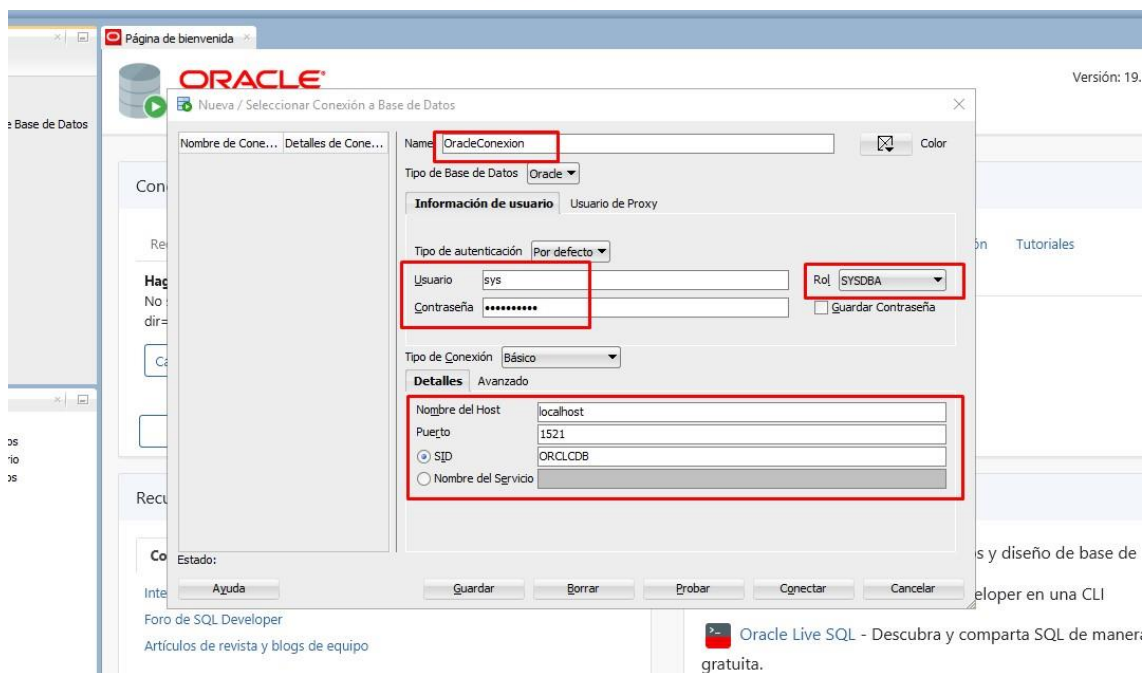 Página de bienvenida
ORACLE
Versión: 19.
Nueva / Seleccionar Conexión a Base de Datos
e Base de Datos
Nombre de Cone... Detalles de Cone...
Name OracleConexion
Color
Tipo de Base de Datos Oracle
Información de usuario Usuario de Proxy
Tipo de autenticación Por defecto
Usuario sys
Rol SYSDBA
Contraseña ••••••••••
Guardar Contraseña
Tipo de Conexión Básico
Detalles Avanzado
Nombre del Host localhost
Puerto 1521
SID ORCLCDB
Nombre del Servicio
Estado:
Ayuda Guardar Borrar Probar Conectar Cancelar
Con
Re
ón Tutoriales
Hag
No
dir=
Ca
os
rio
os
Recu
Co
s y diseño de base de
Inte
eloper en una CLI
Foro de SQL Developer
Oracle Live SQL - Descubra y comparta SQL de manera
Artículos de revista y blogs de equipo
gratuita.